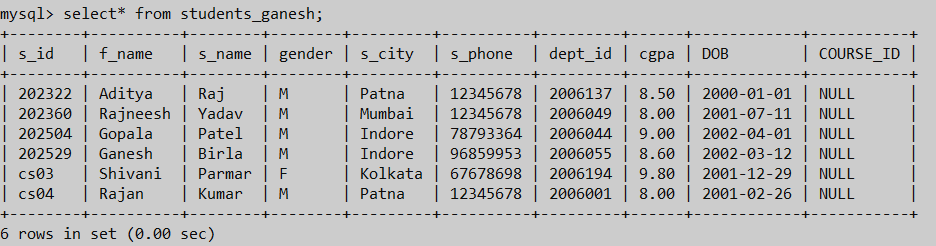 mysql> select* from students_ganesh;
+--------+----------+--------+--------+---------+----------+---------+------+------------+-----------+
| s_id   | f_name   | s_name | gender | s_city  | s_phone  | dept_id | cgpa | DOB        | COURSE_ID |
+--------+----------+--------+--------+---------+----------+---------+------+------------+-----------+
| 202322 | Aditya   | Raj    | M      | Patna   | 12345678 | 2006137 | 8.50 | 2000-01-01 | NULL      |
| 202360 | Rajneesh | Yadav  | M      | Mumbai  | 12345678 | 2006049 | 8.00 | 2001-07-11 | NULL      |
| 202504 | Gopala   | Patel  | M      | Indore  | 78793364 | 2006044 | 9.00 | 2002-04-01 | NULL      |
| 202529 | Ganesh   | Birla  | M      | Indore  | 96859953 | 2006055 | 8.60 | 2002-03-12 | NULL      |
| cs03   | Shivani  | Parmar | F      | Kolkata | 67678698 | 2006194 | 9.80 | 2001-12-29 | NULL      |
| cs04   | Rajan    | Kumar  | M      | Patna   | 12345678 | 2006001 | 8.00 | 2001-02-26 | NULL      |
+--------+----------+--------+--------+---------+----------+---------+------+------------+-----------+
6 rows in set (0.00 sec)